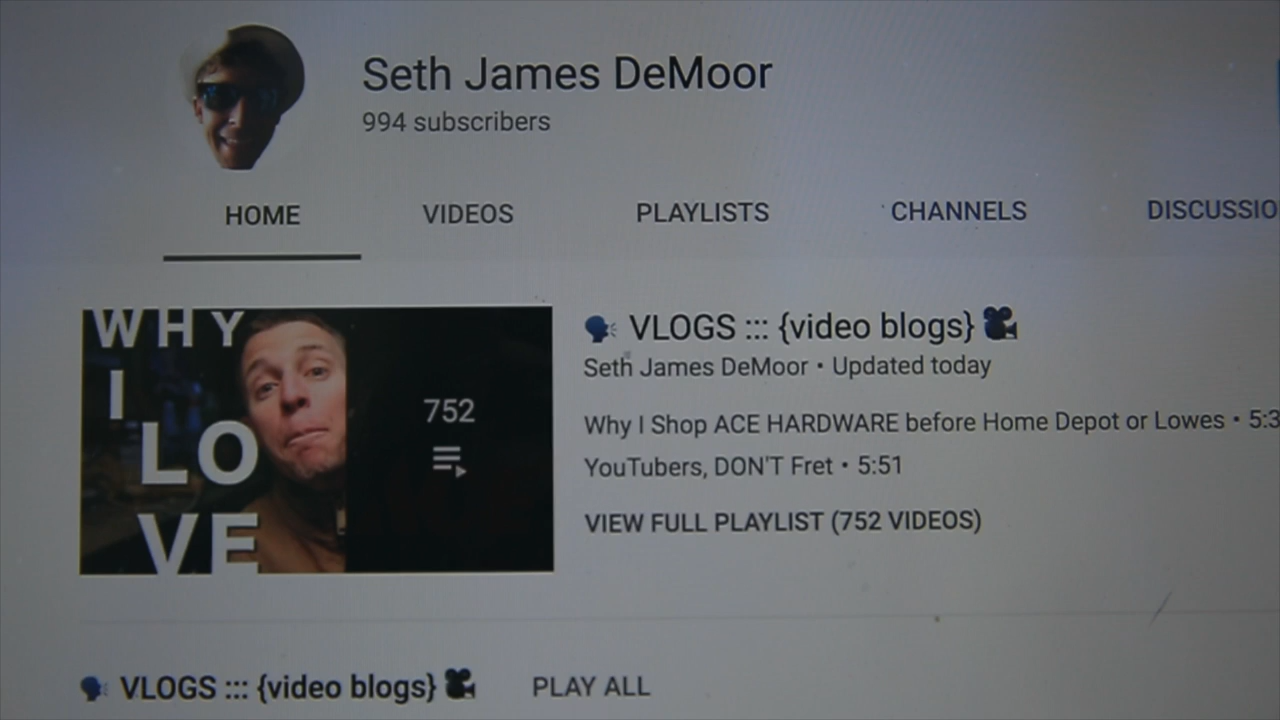 Seth James DeMoor
994 subscribers
HOME VIDEOS PLAYLISTS CHANNELS DISCUSSIO
WHY
I
LO
VE
752
VLOGS ::: {video blogs}
Seth James DeMoor • Updated today
Why I Shop ACE HARDWARE before Home Depot or Lowes • 5:3
YouTubers, DON'T Fret • 5:51
VIEW FULL PLAYLIST (752 VIDEOS)
VLOGS ::: {video blogs} PLAY ALL